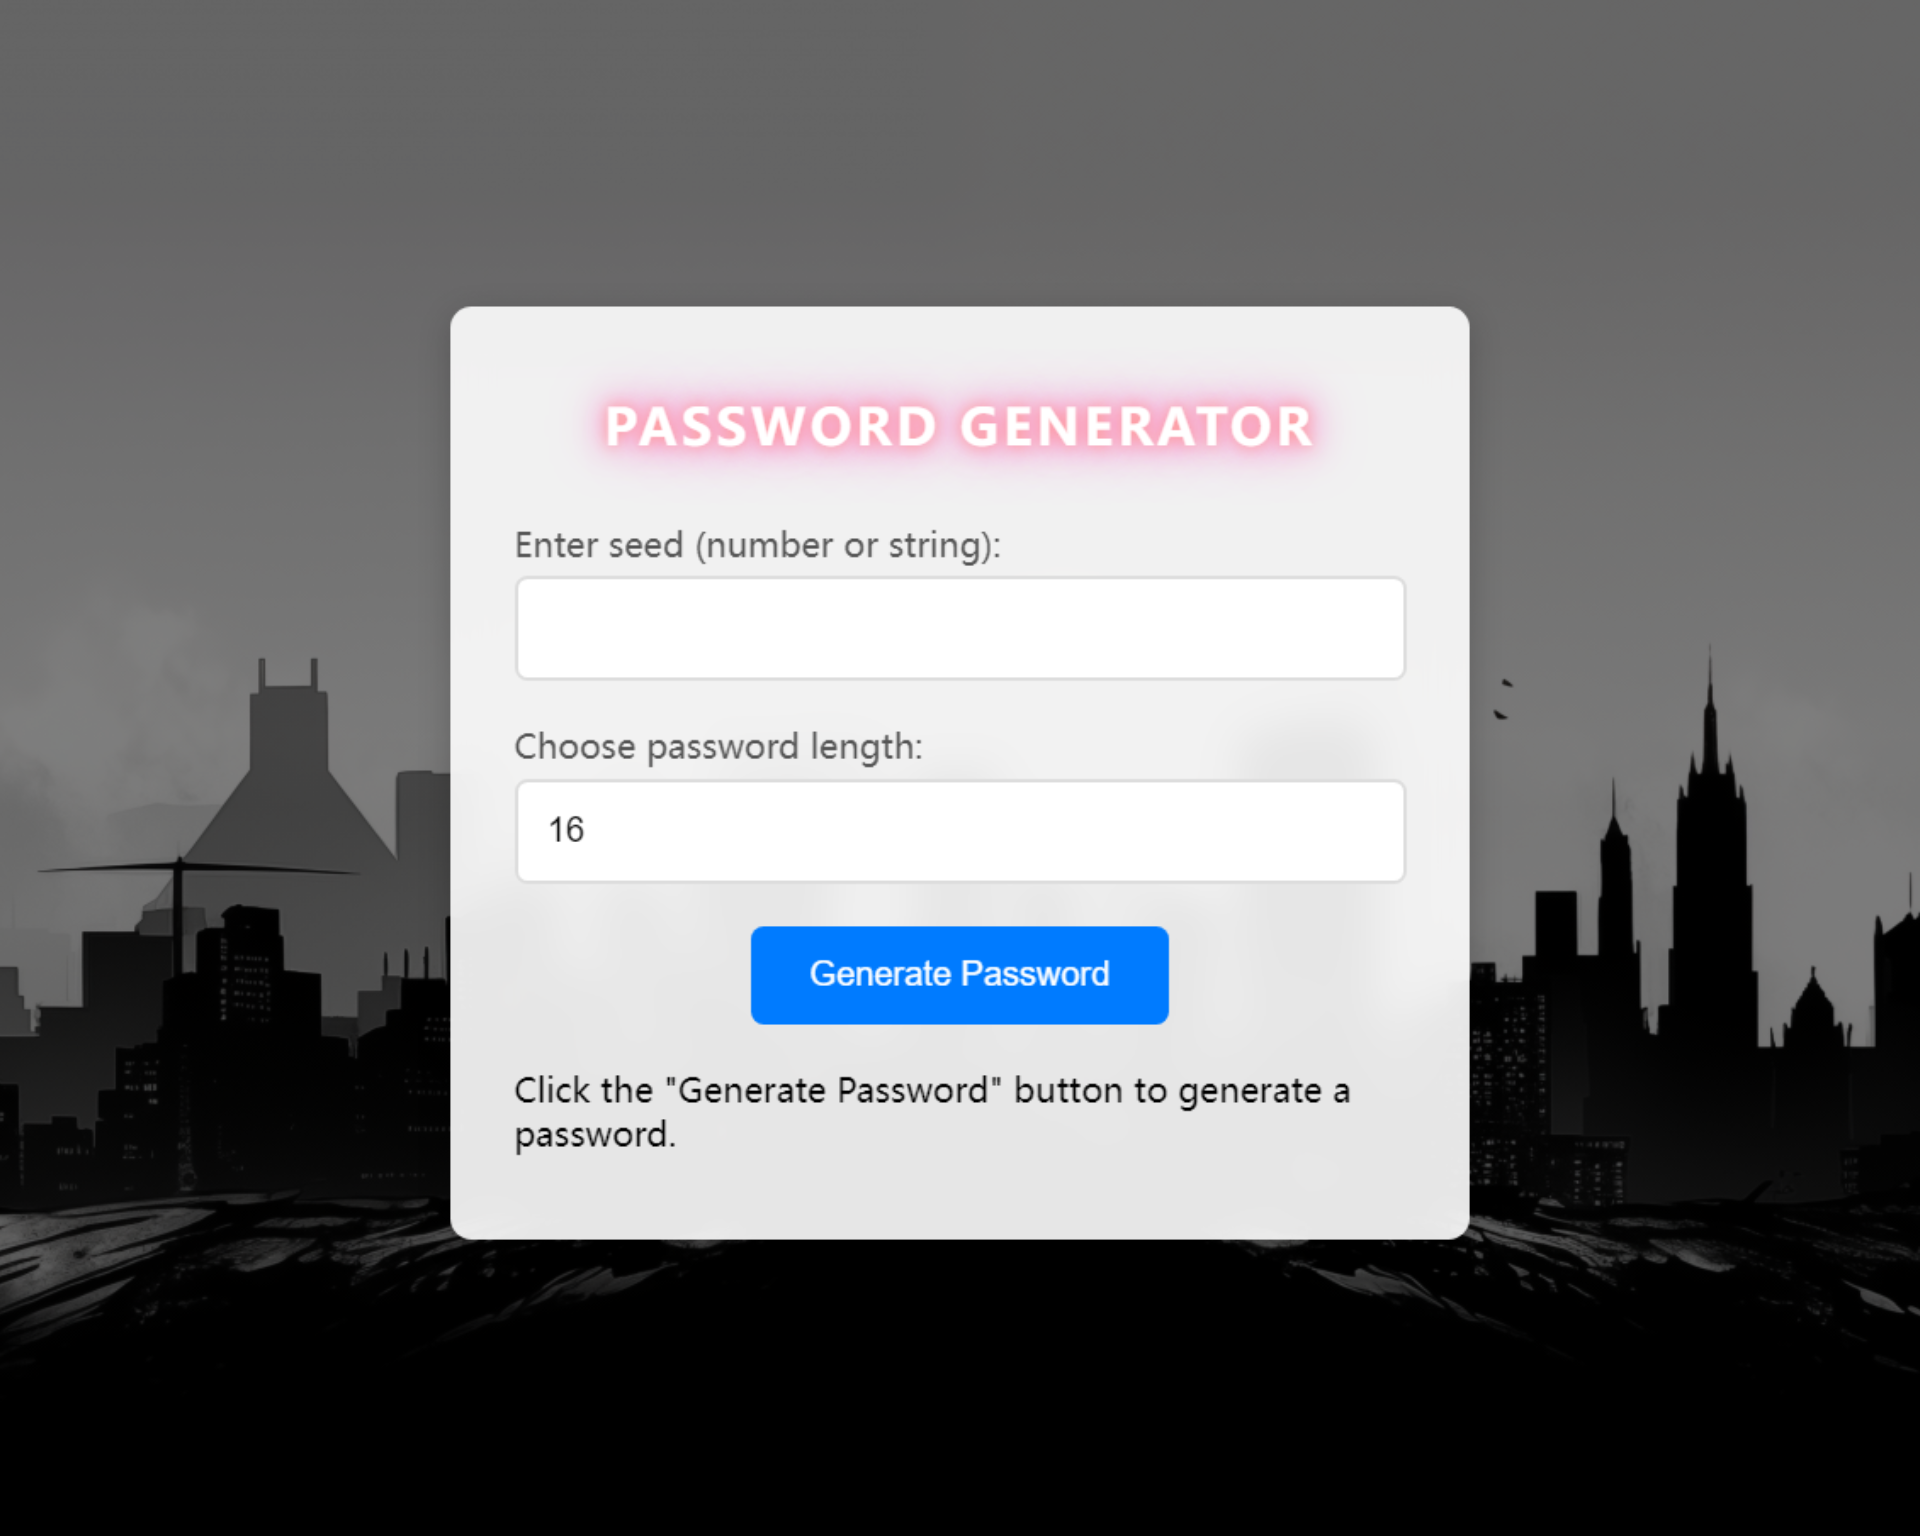 PASSWORD GENERATOR
Enter seed (number or string):
Choose password length:
16
Generate Password
Click the "Generate Password" button to generate a
password.